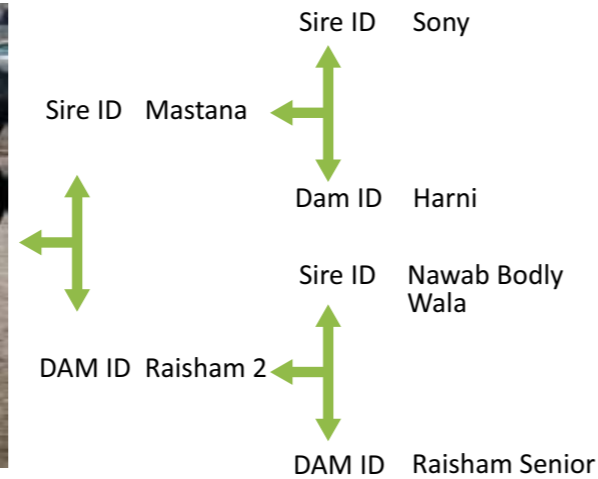 Sire ID Sony
Sire ID Mastana
Dam ID Harni
Sire ID Nawab Bodly
Wala
DAM ID Raisham 2
DAM ID Raisham Senior